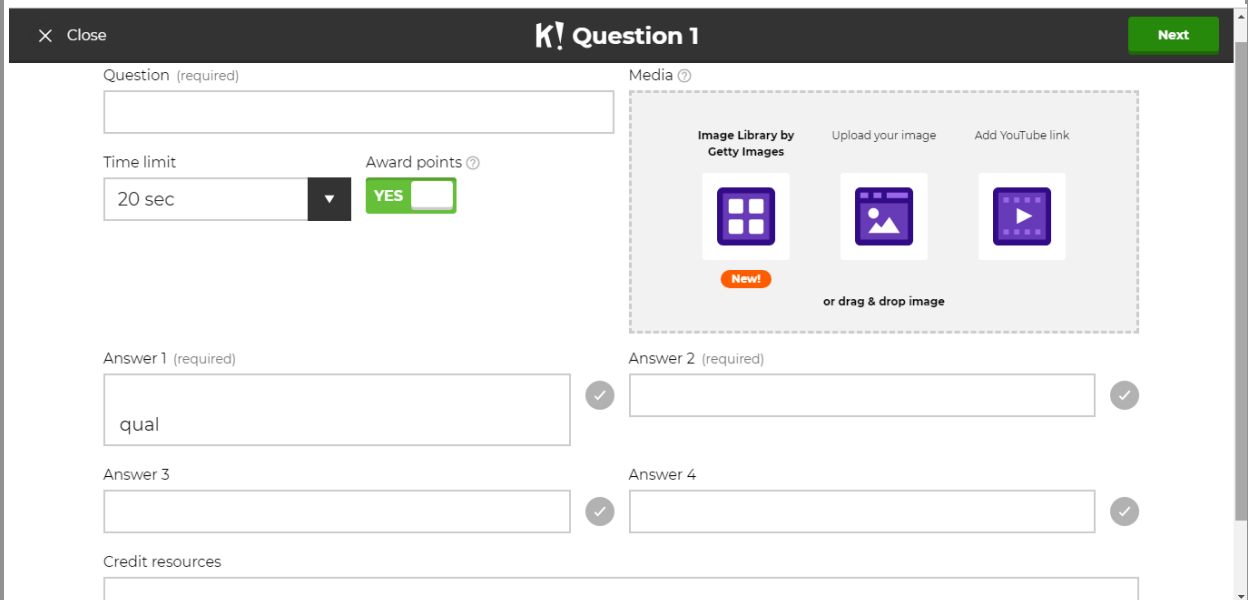 Close
K! Question 1
Next
Question (required)
Media ?
Time limit
Award points ?
20 sec
YES
Image Library by
Getty Images
Upload your image
Add YouTube link
New!
or drag & drop image
Answer 1 (required)
Answer 2 (required)
qual
Answer 3
Answer 4
Credit resources